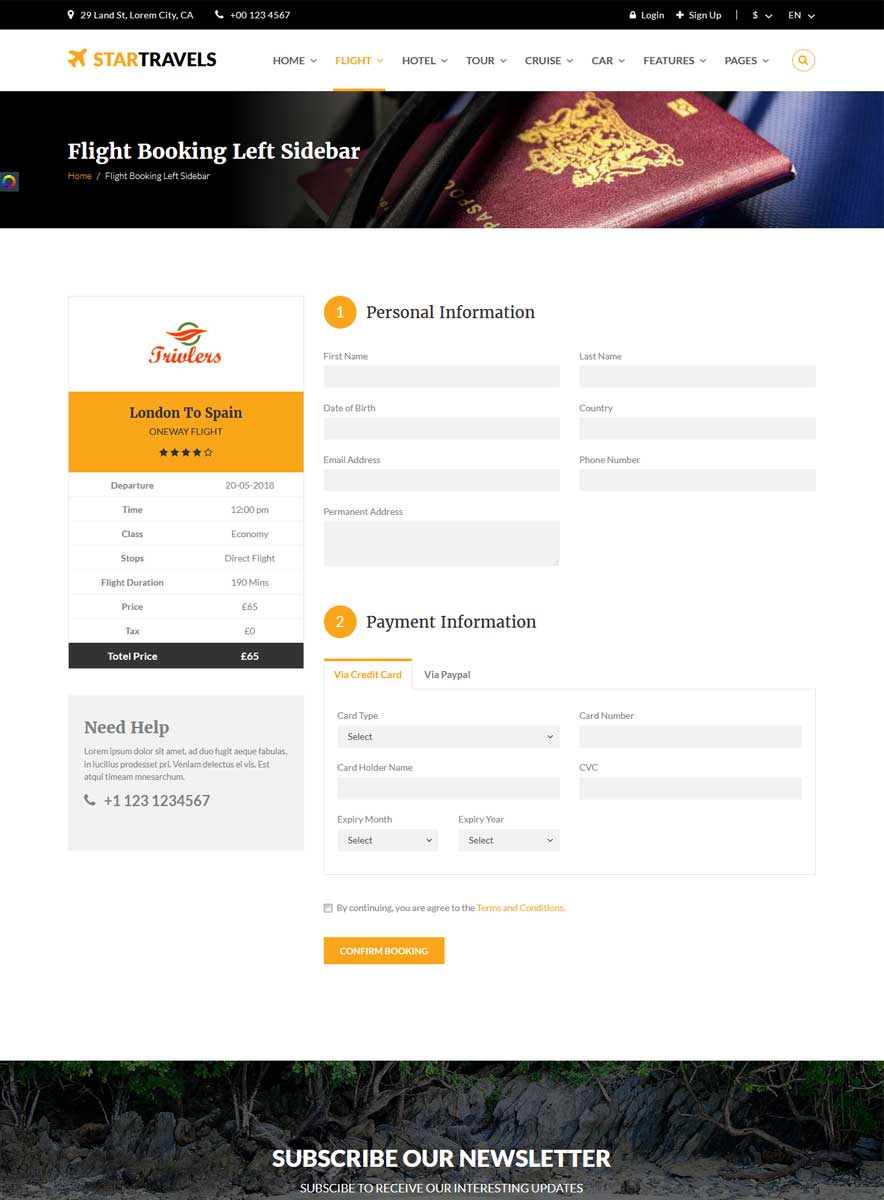 29 Land St, Lorem City, CA +00 123 4567 Login Sign Up | $ EN
STARTRAVELS HOME FLIGHT HOTEL TOUR CRUISE CAR FEATURES PAGES
Flight Booking Left Sidebar
Home / Flight Booking Left Sidebar
PASPO
Trivlers
London To Spain
ONEWAY FLIGHT
Departure 20-05-2018
Time 12:00 pm
Class Economy
Stops Direct Flight
Flight Duration 190 Mins
Price £65
Tax £0
Totel Price £65
Need Help
Lorem ipsum dolor sit amet, ad duo fugit aeque fabulas,
in lucilius prodesset pri. Veniam delectus ei vis. Est
atqui timeam mnesarchum.
+1 123 1234567
1 Personal Information
First Name Last Name
Date of Birth Country
Email Address Phone Number
Permanent Address
2 Payment Information
Via Credit Card Via Paypal
Card Type Card Number
Select
Card Holder Name CVC
Expiry Month Expiry Year
Select Select
By continuing, you are agree to the Terms and Conditions.
CONFIRM BOOKING
SUBSCRIBE OUR NEWSLETTER
SUBSCIBE TO RECEIVE OUR INTERESTING UPDATES